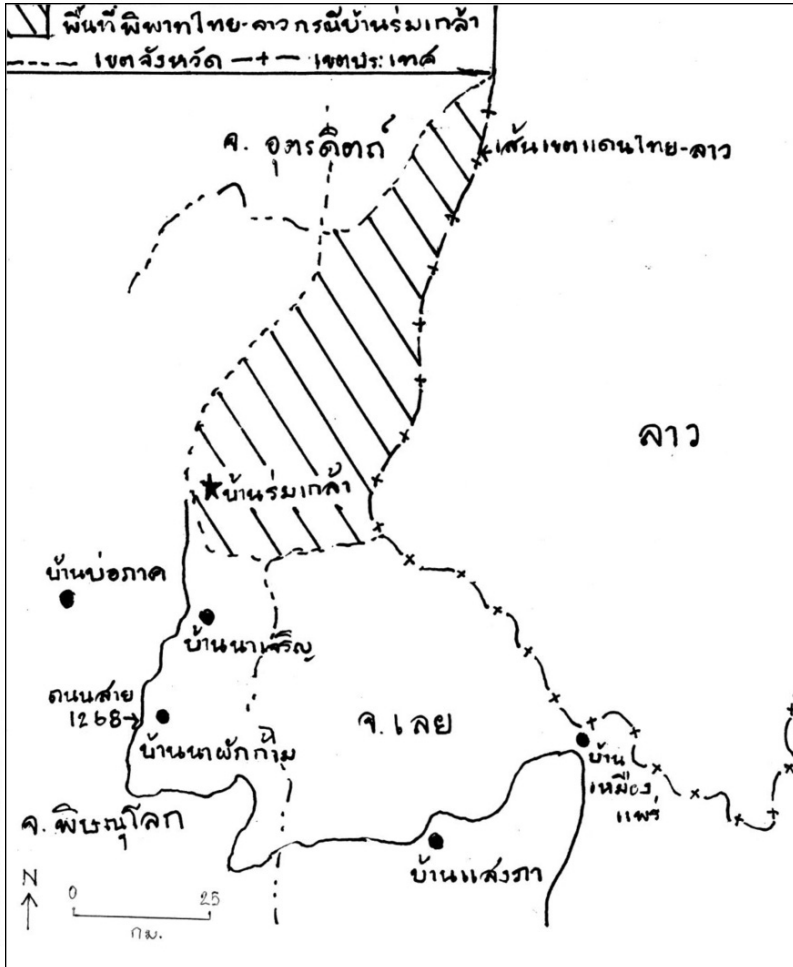 พื้นที่พิพาทไทย-ลาวกรณีบ้านร่มเกล้า
เขตจังหวัด
เขตประเทศ
จ. อุตรดิตถ์
เส้นเขตแดนไทย-ลาว
ลาว
บ้านร่มเกล้า
บ้านบ่อภาค
บ้านนาเจริญ
ถนนสาย
1268
บ้านนาผักก้าม
จ. เลย
บ้าน
เหมือง
แพร่
จ. พิษณุโลก
บ้านแสงภา
N
0 25
กม.